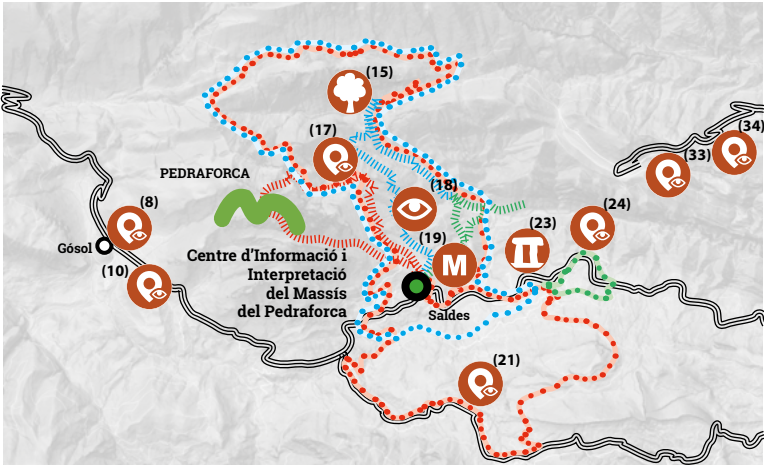 (15)
(34)
(17)
(33)
PEDRAFORCA
(18)
(8)
(24)
(23)
(19)
Gósol
Centre d'Informació i
Interpretació
del Massís
del Pedraforca
M
(10)
Saldes
(21)